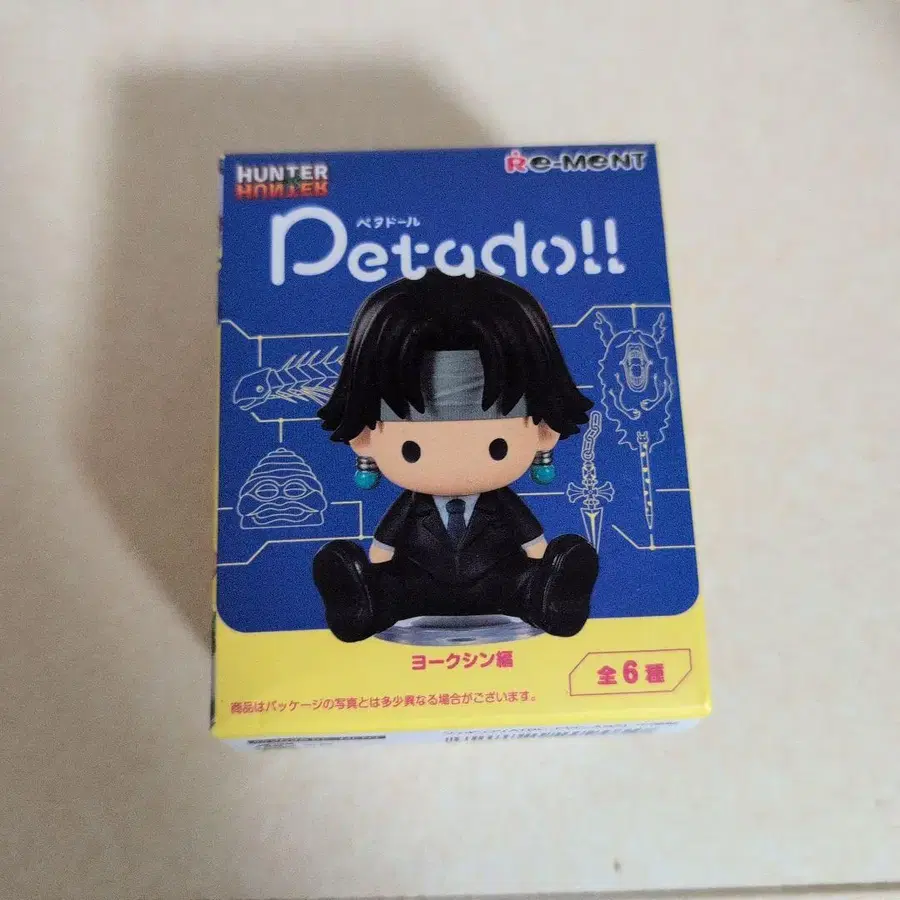 HUNTER
HUNTER
Re-MeNT
ペタドール
Petadoll
ヨークシン編
全6種
商品はパッケージの写真とは多少異なる場合がございます。